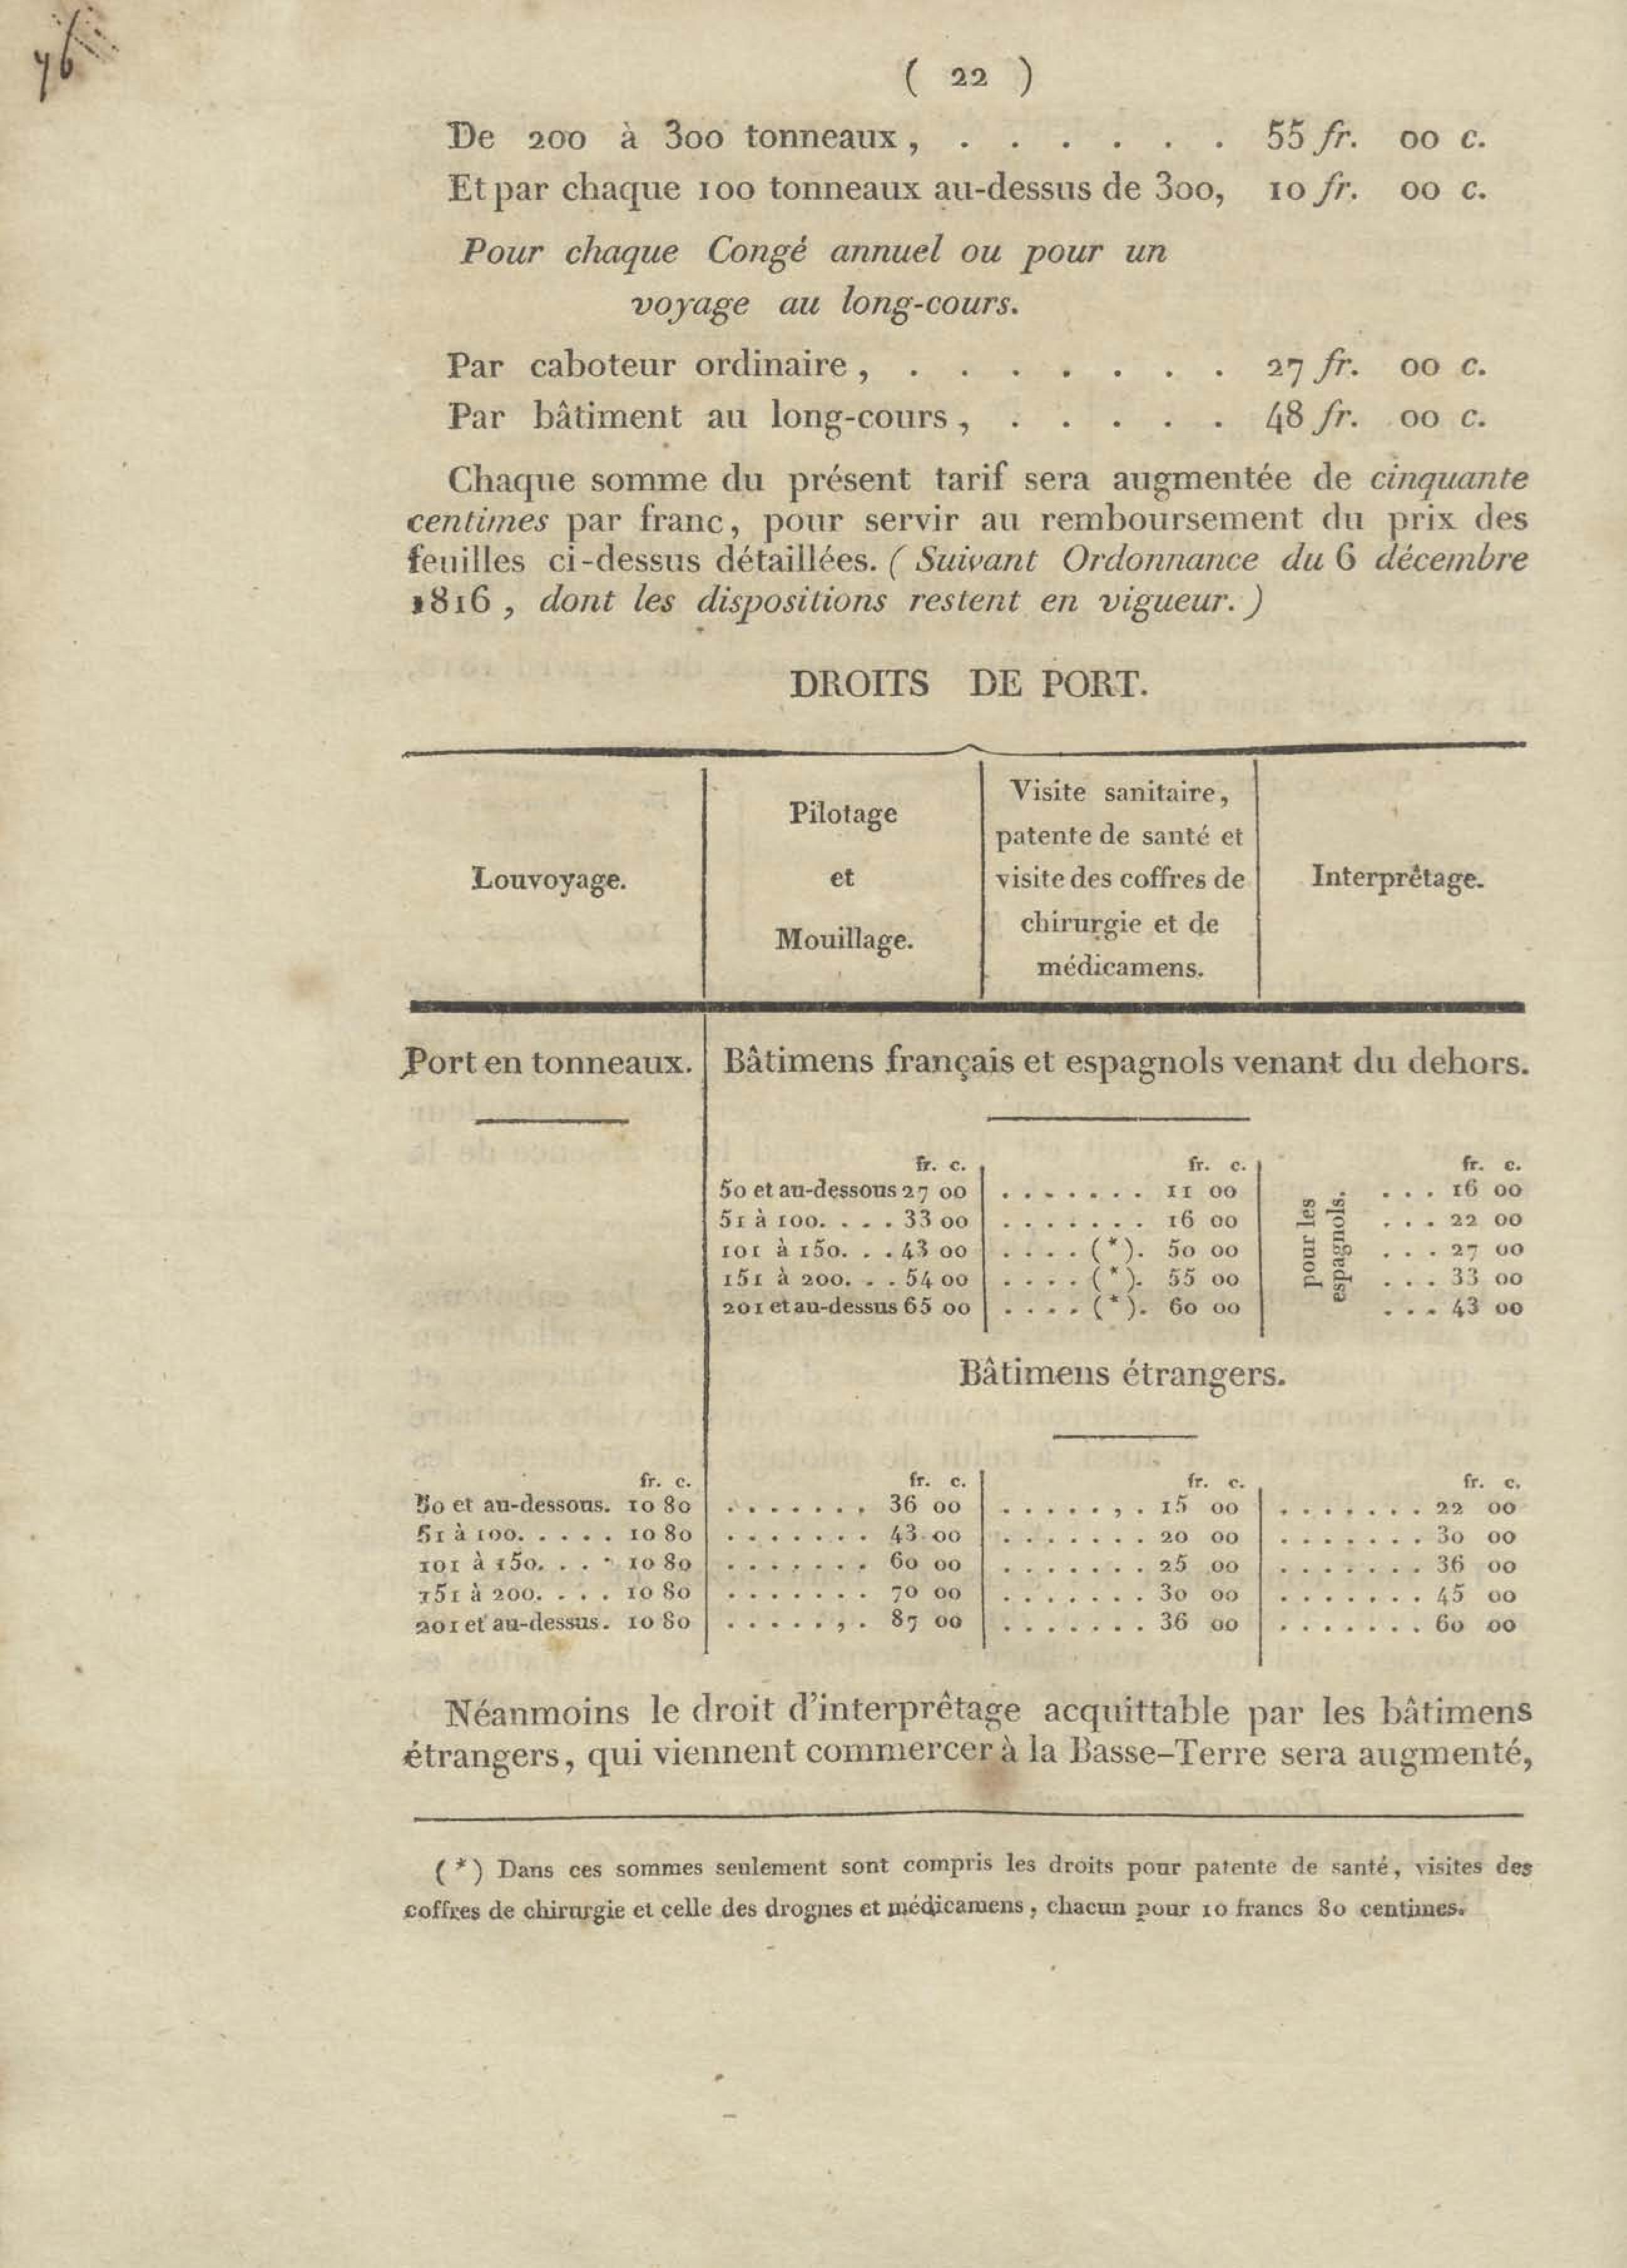 76
( 22 )
De 200 à 300 tonneaux, . . . . . . 55 fr. 00 c.
Et par chaque 100 tonneaux au-dessus de 300, 10 fr. 00 c.
Pour chaque Congé annuel ou pour un
voyage au long-cours.
Par caboteur ordinaire, . . . . . . . 27 fr. 00 c.
Par bâtiment au long-cours, . . . . . 48 fr. 00 c.
Chaque somme du présent tarif sera augmentée de cinquante
centimes par franc, pour servir au remboursement du prix des
feuilles ci-dessus détaillées. ( Suivant Ordonnance du 6 décembre
1816, dont les dispositions restent en vigueur. )
DROITS DE PORT.
Louvoyage.
Pilotage
et
Mouillage.
Visite sanitaire,
patente de santé et
visite des coffres de
chirurgie et de
médicamens.
Interprêtage.
Port en tonneaux. Bâtimens français et espagnols venant du dehors.
fr. c. fr. c. fr. c.
50 et au-dessous 27 00 . . . . . . . 11 00 . . . 16 00
51 à 100. . . . 33 00 . . . . . . . 16 00 . . . 22 00
101 à 150. . . 43 00 . . . . (*). 50 00 . . . 27 00
151 à 200. . . 54 00 . . . . (*). 55 00 . . . 33 00
201 et au-dessus 65 00 . . . . (*). 60 00 . . . 43 00
pour les
espagnols.
Bâtimens étrangers.
fr. c. fr. c. fr. c. fr. c.
50 et au-dessous. 10 80 . . . . . . , 36 00 . . . . . , . 15 00 . . . . . . . 22 00
51 à 100. . . . . 10 80 . . . . . . . 43 00 . . . . . . . 20 00 . . . . . . . 30 00
101 à 150. . . . 10 80 . . . . . . . 60 00 . . . . . . . 25 00 . . . . . . . 36 00
151 à 200. . . . 10 80 . . . . . . . 70 00 . . . . . . . 30 00 . . . . . . . 45 00
201 et au-dessus. 10 80 . . . . . , . 87 00 . . . . . . . 36 00 . . . . . . . 60 00
Néanmoins le droit d'interprêtage acquittable par les bâtimens
étrangers, qui viennent commercer à la Basse-Terre sera augmenté,
(*) Dans ces sommes seulement sont compris les droits pour patente de santé, visites des
coffres de chirurgie et celle des drogues et médicamens, chacun pour 10 francs 80 centimes.